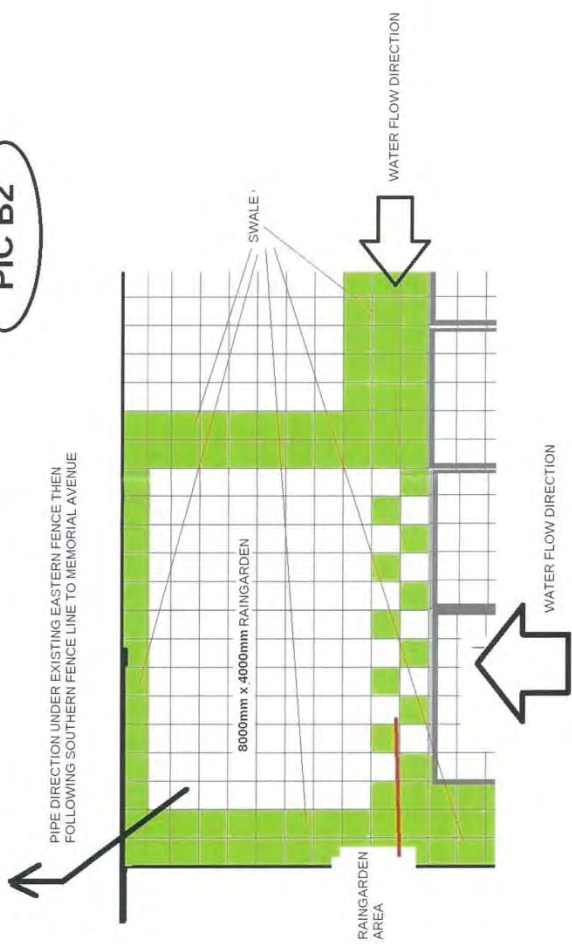 PIC B2
PIPE DIRECTION UNDER EXISTING EASTERN FENCE THEN
FOLLOWING SOUTHERN FENCE LINE TO MEMORIAL AVENUE
SWALE
WATER FLOW DIRECTION
8000mm x 4000mm RAINGARDEN
RAINGARDEN
AREA
WATER FLOW DIRECTION